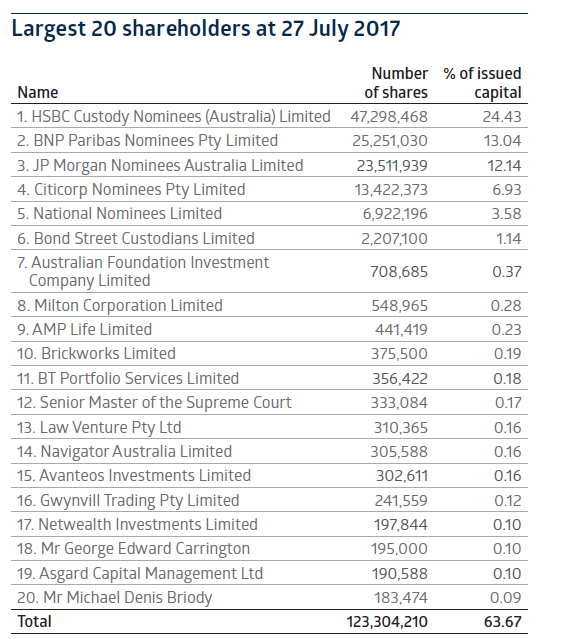 Largest 20 shareholders at 27 July 2017
Number % of issued
Name of shares capital
1. HSBC Custody Nominees (Australia) Limited 47,298,468 24.43
2. BNP Paribas Nominees Pty Limited 25,251,030 13.04
3. JP Morgan Nominees Australia Limited 23,511,939 12.14
4. Citicorp Nominees Pty Limited 13,422,373 6.93
5. National Nominees Limited 6,922,196 3.58
6. Bond Street Custodians Limited 2,207,100 1.14
7. Australian Foundation Investment
Company Limited 708,685 0.37
8. Milton Corporation Limited 548,965 0.28
9. AMP Life Limited 441,419 0.23
10. Brickworks Limited 375,500 0.19
11. BT Portfolio Services Limited 356,422 0.18
12. Senior Master of the Supreme Court 333,084 0.17
13. Law Venture Pty Ltd 310,365 0.16
14. Navigator Australia Limited 305,588 0.16
15. Avanteos Investments Limited 302,611 0.16
16. Gwynvill Trading Pty Limited 241,559 0.12
17. Netwealth Investments Limited 197,844 0.10
18. Mr George Edward Carrington 195,000 0.10
19. Asgard Capital Management Ltd 190,588 0.10
20. Mr Michael Denis Briody 183,474 0.09
Total 123,304,210 63.67